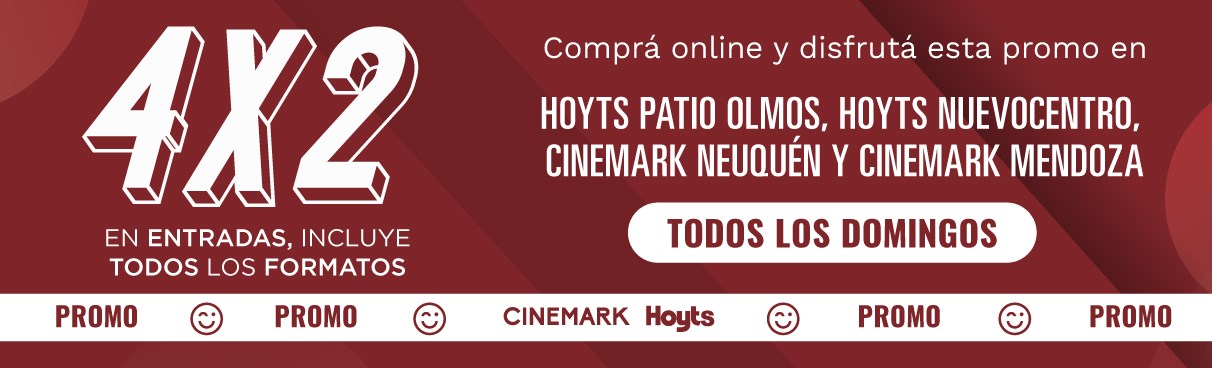 4X2
EN ENTRADAS, INCLUYE
TODOS LOS FORMATOS
Comprá online y disfrutá esta promo en
HOYTS PATIO OLMOS, HOYTS NUEVOCENTRO,
CINEMARK NEUQUÉN Y CINEMARK MENDOZA
TODOS LOS DOMINGOS
PROMO PROMO CINEMARK Hoyts PROMO PROMO